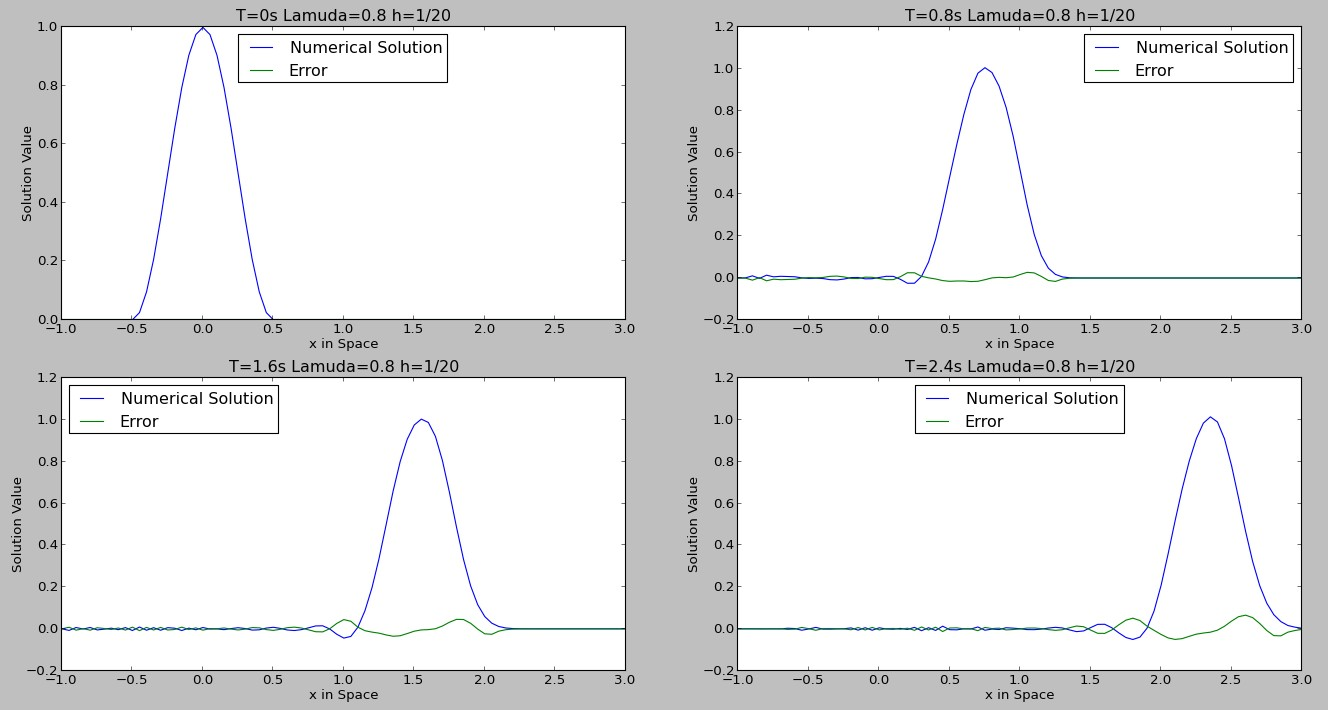 T=0s Lamuda=0.8 h=1/20
1.0
0.8
0.6
0.4
0.2
0.0
Solution Value
Numerical Solution
Error
−1.0 −0.5 0.0 0.5 1.0 1.5 2.0 2.5 3.0
x in Space
T=0.8s Lamuda=0.8 h=1/20
1.2
1.0
0.8
0.6
0.4
0.2
0.0
−0.2
Solution Value
Numerical Solution
Error
−1.0 −0.5 0.0 0.5 1.0 1.5 2.0 2.5 3.0
x in Space
T=1.6s Lamuda=0.8 h=1/20
1.2
1.0
0.8
0.6
0.4
0.2
0.0
−0.2
Solution Value
Numerical Solution
Error
−1.0 −0.5 0.0 0.5 1.0 1.5 2.0 2.5 3.0
x in Space
T=2.4s Lamuda=0.8 h=1/20
1.2
1.0
0.8
0.6
0.4
0.2
0.0
−0.2
Solution Value
Numerical Solution
Error
−1.0 −0.5 0.0 0.5 1.0 1.5 2.0 2.5 3.0
x in Space